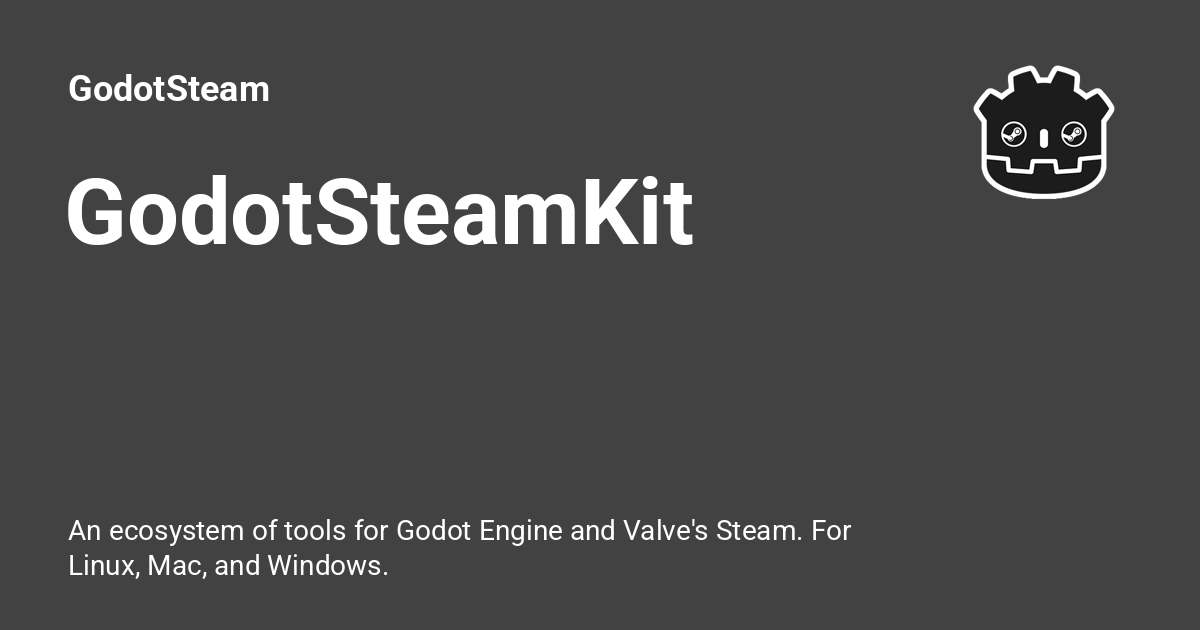 GodotSteam
GodotSteamKit
An ecosystem of tools for Godot Engine and Valve's Steam. For
Linux, Mac, and Windows.